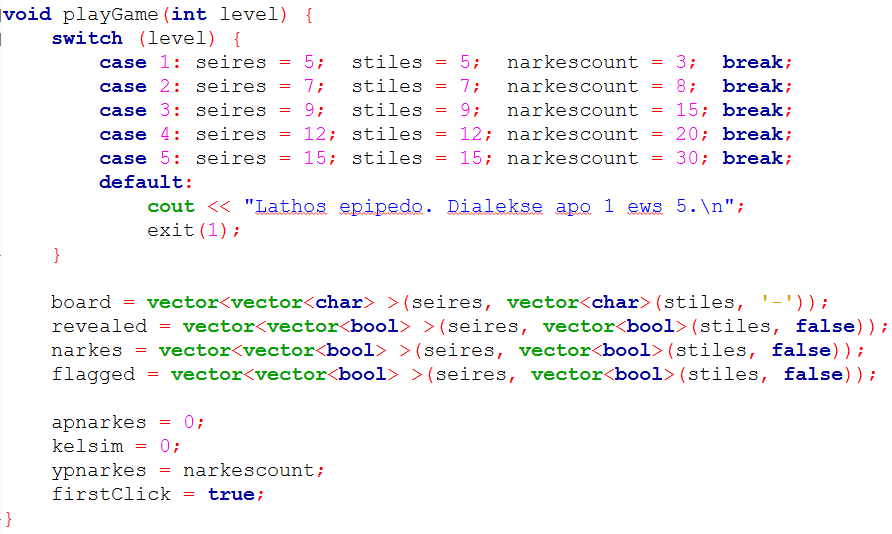 void playGame(int level) {
    switch (level) {
        case 1: seires = 5;  stiles = 5;  narkescount = 3;  break;
        case 2: seires = 7;  stiles = 7;  narkescount = 8;  break;
        case 3: seires = 9;  stiles = 9;  narkescount = 15; break;
        case 4: seires = 12; stiles = 12; narkescount = 20; break;
        case 5: seires = 15; stiles = 15; narkescount = 30; break;
        default:
            cout << "Lathos epipedo. Dialekse apo 1 ews 5.\n";
            exit(1);
    }

    board = vector<vector<char> >(seires, vector<char>(stiles, '-'));
    revealed = vector<vector<bool> >(seires, vector<bool>(stiles, false));
    narkes = vector<vector<bool> >(seires, vector<bool>(stiles, false));
    flagged = vector<vector<bool> >(seires, vector<bool>(stiles, false));

    apnarkes = 0;
    kelsim = 0;
    ypnarkes = narkescount;
    firstClick = true;
}